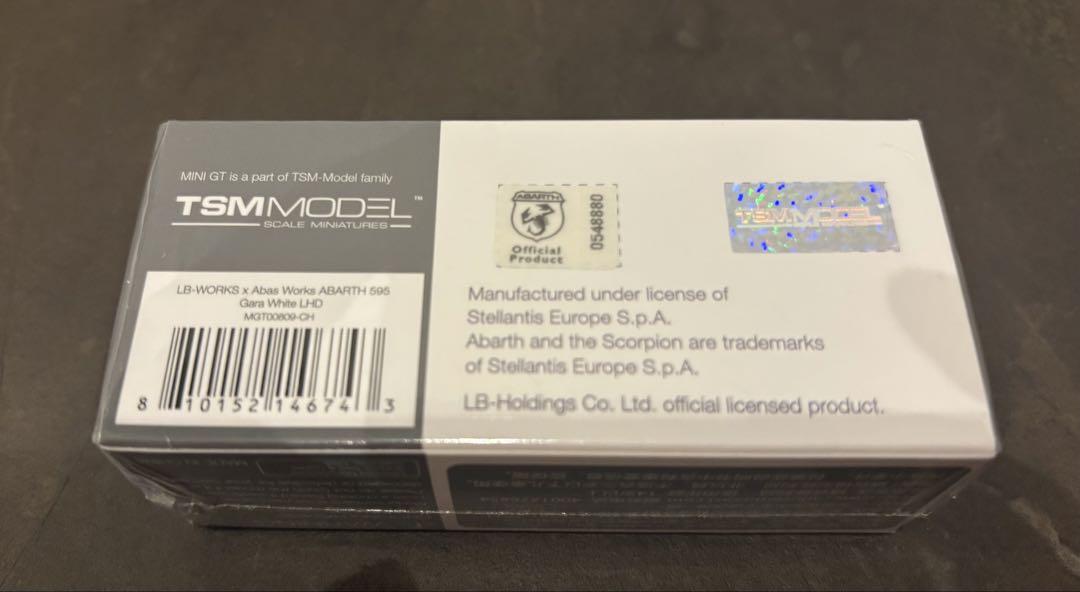 MINI GT is a part of TSM-Model family
TSMMODEL™
SCALE MINIATURES
LB-WORKS x Abas Works ABARTH 595
Gara White LHD
MGT00809-CH
8 10152 14674 3
ABARTH
Official
Product
0548880
TSMMODEL
Manufactured under license of
Stellantis Europe S.p.A.
Abarth and the Scorpion are trademarks
of Stellantis Europe S.p.A.
LB-Holdings Co. Ltd. official licensed product.